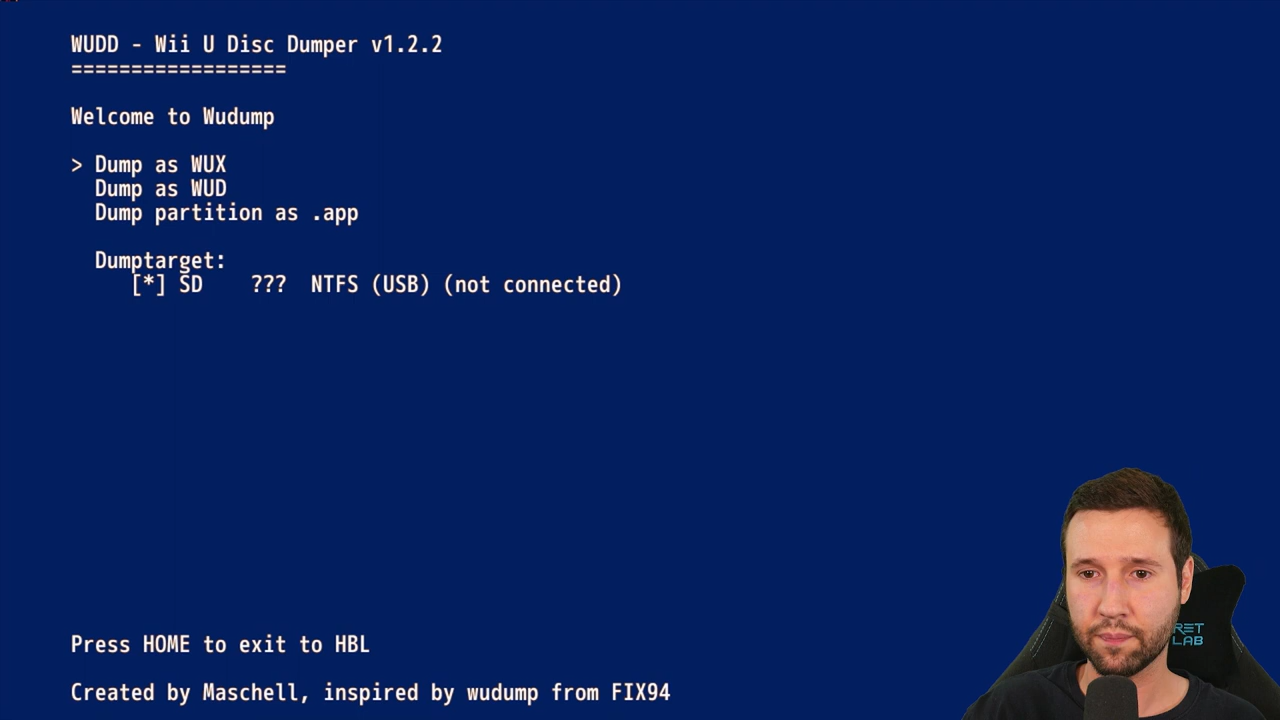 WUDD - Wii U Disc Dumper v1.2.2
==================
Welcome to Wudump
> Dump as WUX
Dump as WUD
Dump partition as .app
Dumptarget:
[*] SD ??? NTFS (USB) (not connected)
RET
LAB
Press HOME to exit to HBL
Created by Maschell, inspired by wudump from FIX94